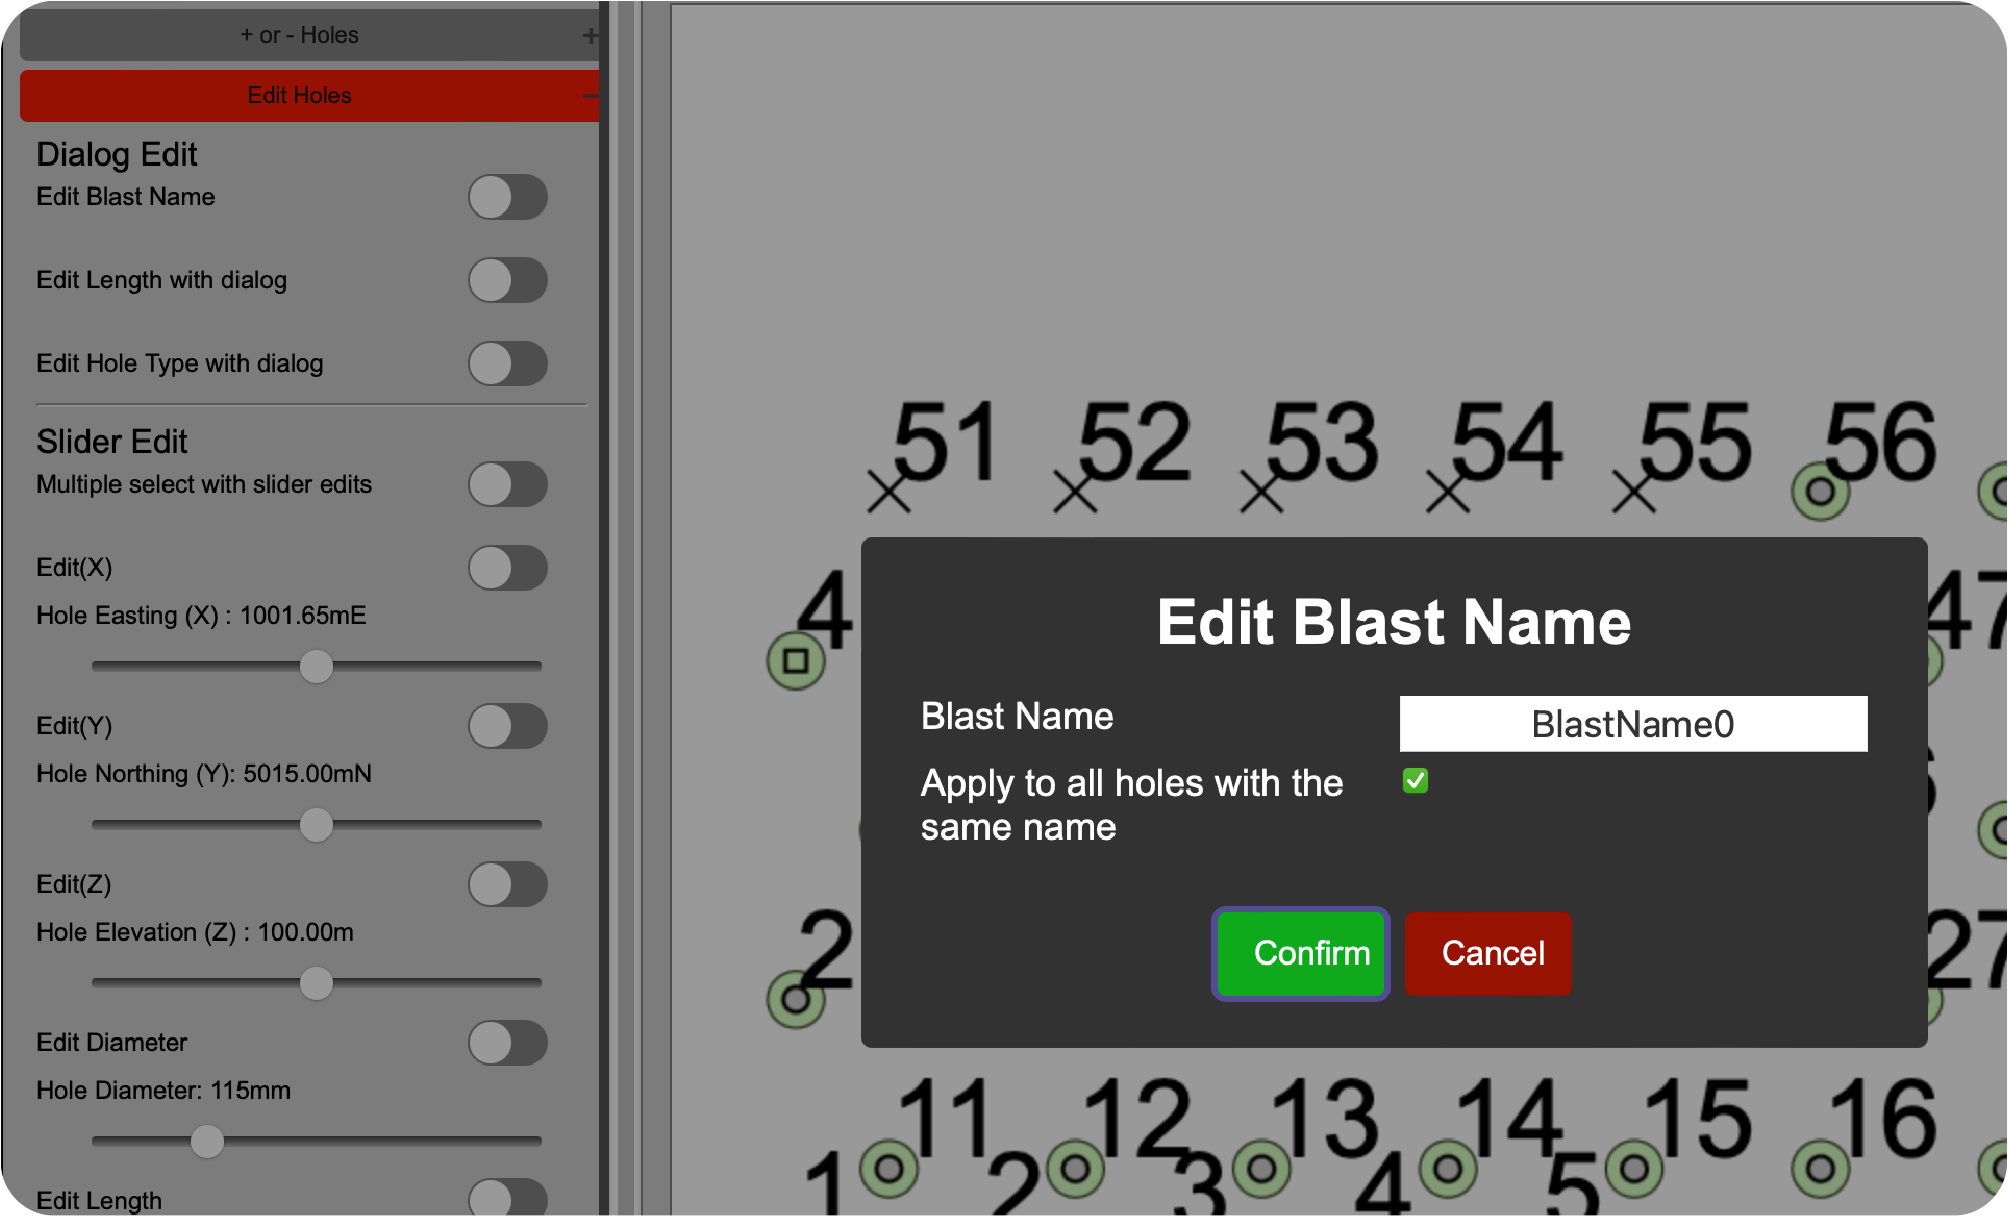 + or - Holes +
Edit Holes −
Dialog Edit
Edit Blast Name
Edit Length with dialog
Edit Hole Type with dialog
Slider Edit
Multiple select with slider edits
Edit(X)
Hole Easting (X) : 1001.65mE
Edit(Y)
Hole Northing (Y): 5015.00mN
Edit(Z)
Hole Elevation (Z) : 100.00m
Edit Diameter
Hole Diameter: 115mm
Edit Length
51 52 53 54 55 56
4
47
Edit Blast Name
Blast Name BlastName0
Apply to all holes with the
same name
Confirm Cancel
2
27
11 12 13 14 15 16
1 2 3 4 5